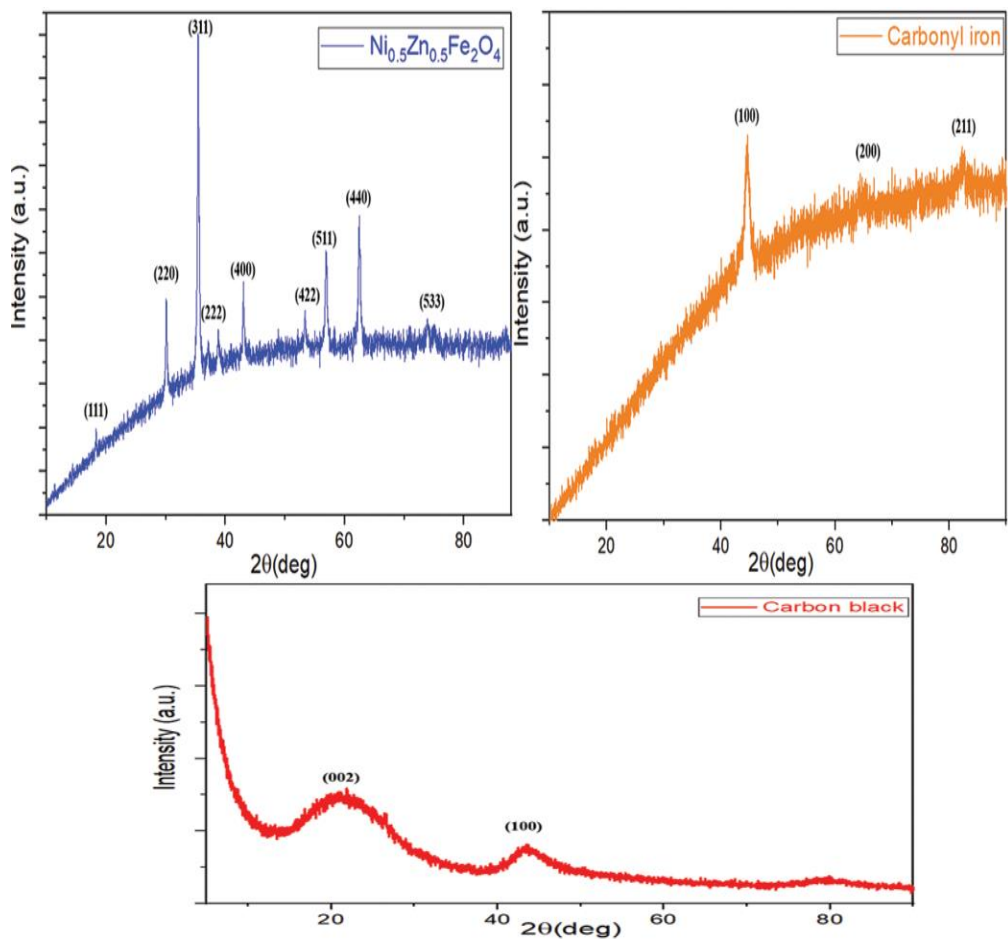 (311)
Ni0.5Zn0.5Fe2O4
(440)
(511)
(220)
(400)
(422)
(222)
(533)
(111)
Intensity (a.u.)
20 40 60 80
2θ(deg)
Carbonyl iron
(100)
(211)
(200)
Intensity (a.u.)
20 40 60 80
2θ(deg)
Carbon black
(002)
(100)
Intensity (a.u.)
20 40 60 80
2θ(deg)